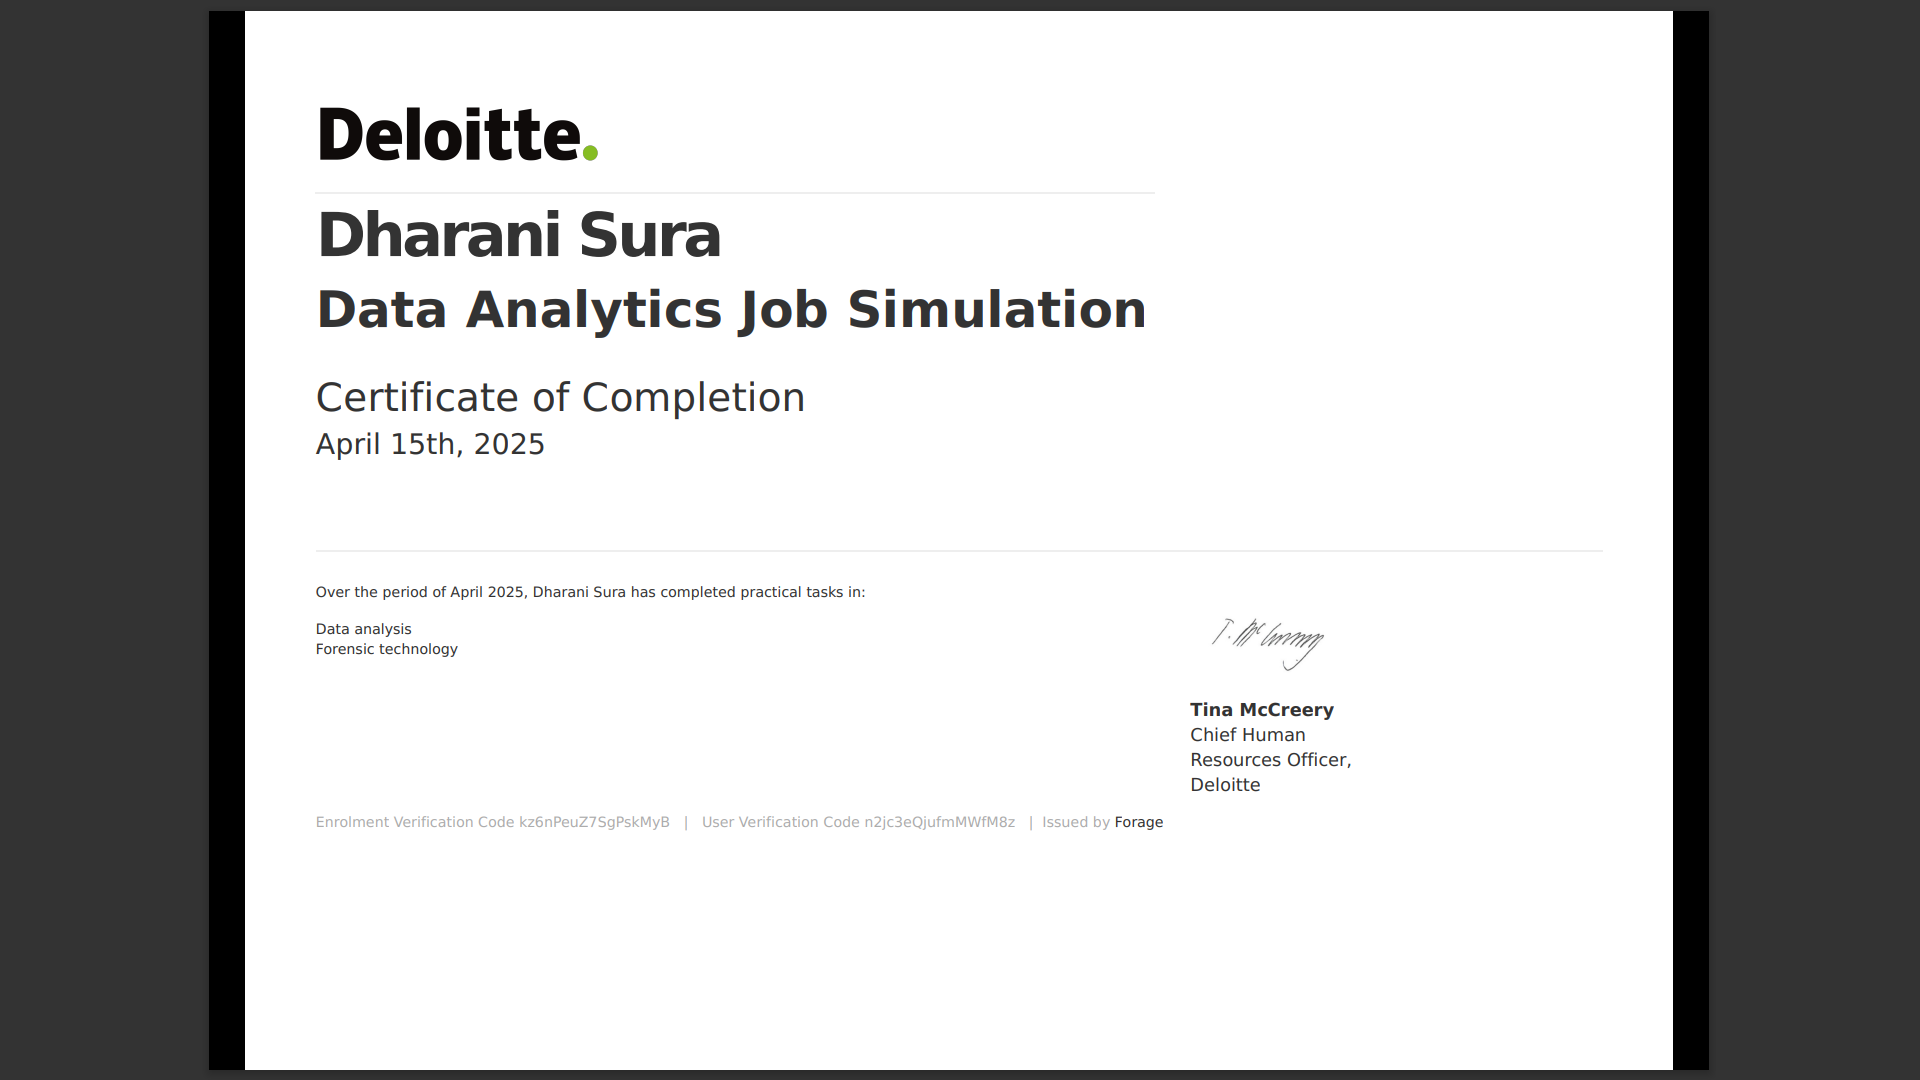 Deloitte.
Dharani Sura
Data Analytics Job Simulation
Certificate of Completion
April 15th, 2025
Over the period of April 2025, Dharani Sura has completed practical tasks in:
Data analysis
Forensic technology
T. McCreery
Tina McCreery
Chief Human
Resources Officer,
Deloitte
Enrolment Verification Code kz6nPeuZ7SgPskMyB | User Verification Code n2jc3eQjufmMWfM8z | Issued by Forage